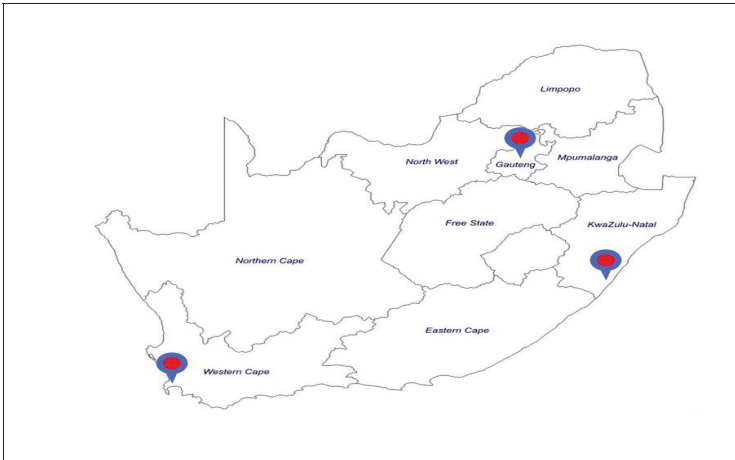 Limpopo
North West
Gauteng
Mpumalanga
Free State
KwaZulu-Natal
Northern Cape
Eastern Cape
Western Cape